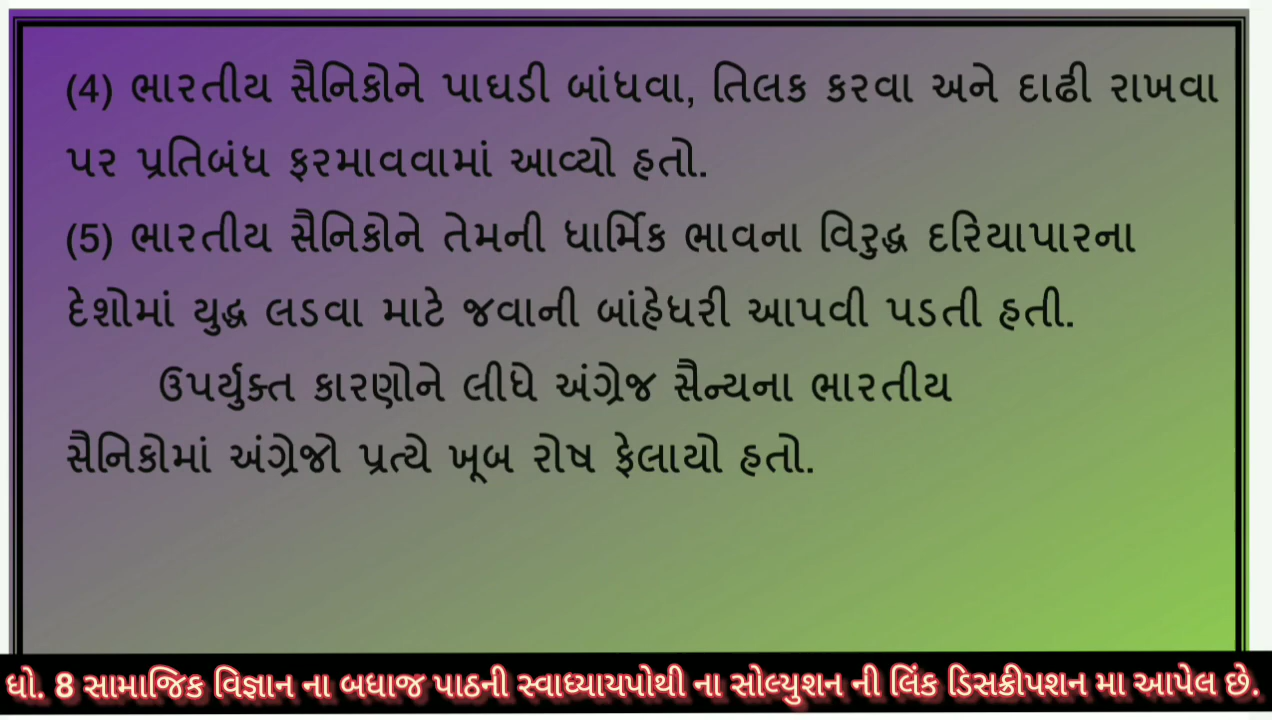 (4) ભારતીય સૈનિકોને પાઘડી બાંધવા, તિલક કરવા અને દાઢી રાખવા
પર પ્રતિબંધ ફરમાવવામાં આવ્યો હતો.
(5) ભારતીય સૈનિકોને તેમની ધાર્મિક ભાવના વિરુદ્ધ દરિયાપારના
દેશોમાં યુદ્ધ લડવા માટે જવાની બાંહેધરી આપવી પડતી હતી.
ઉપર્યુક્ત કારણોને લીધે અંગ્રેજ સૈન્યના ભારતીય
સૈનિકોમાં અંગ્રેજો પ્રત્યે ખૂબ રોષ ફેલાયો હતો.
ધો. 8 સામાજિક વિજ્ઞાન ના બધાજ પાઠની સ્વાધ્યાયપોથી ના સોલ્યુશન ની લિંક ડિસક્રીપશન મા આપેલ છે.